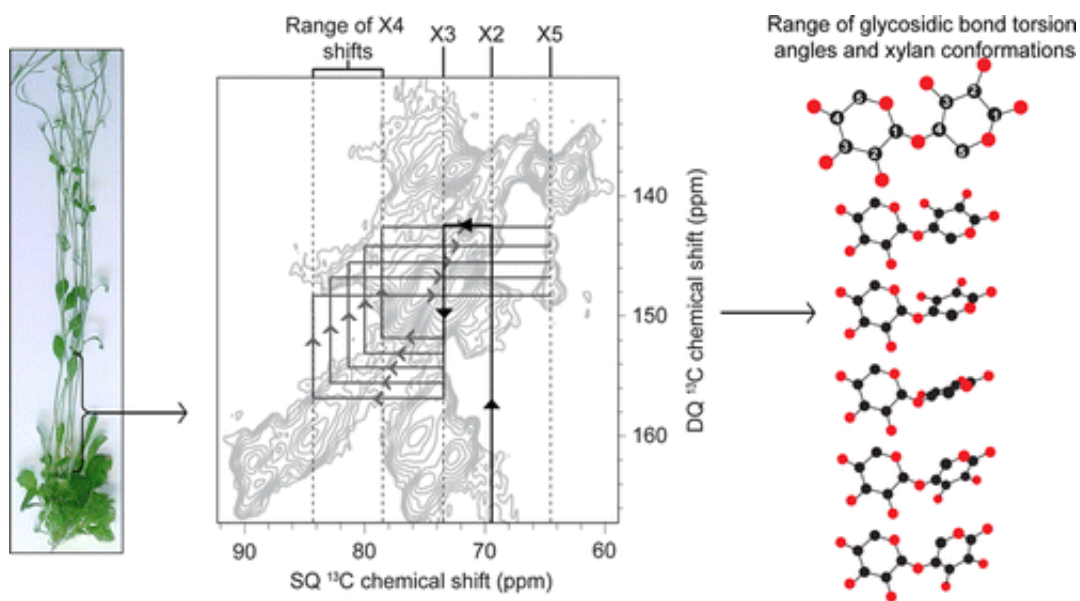 Range of X4
shifts
X3
X2
X5
Range of glycosidic bond torsion
angles and xylan conformations
140
150
160
DQ ¹³C chemical shift (ppm)
90
80
70
60
SQ ¹³C chemical shift (ppm)
5
4
3
2
1
3
2
4
1
5